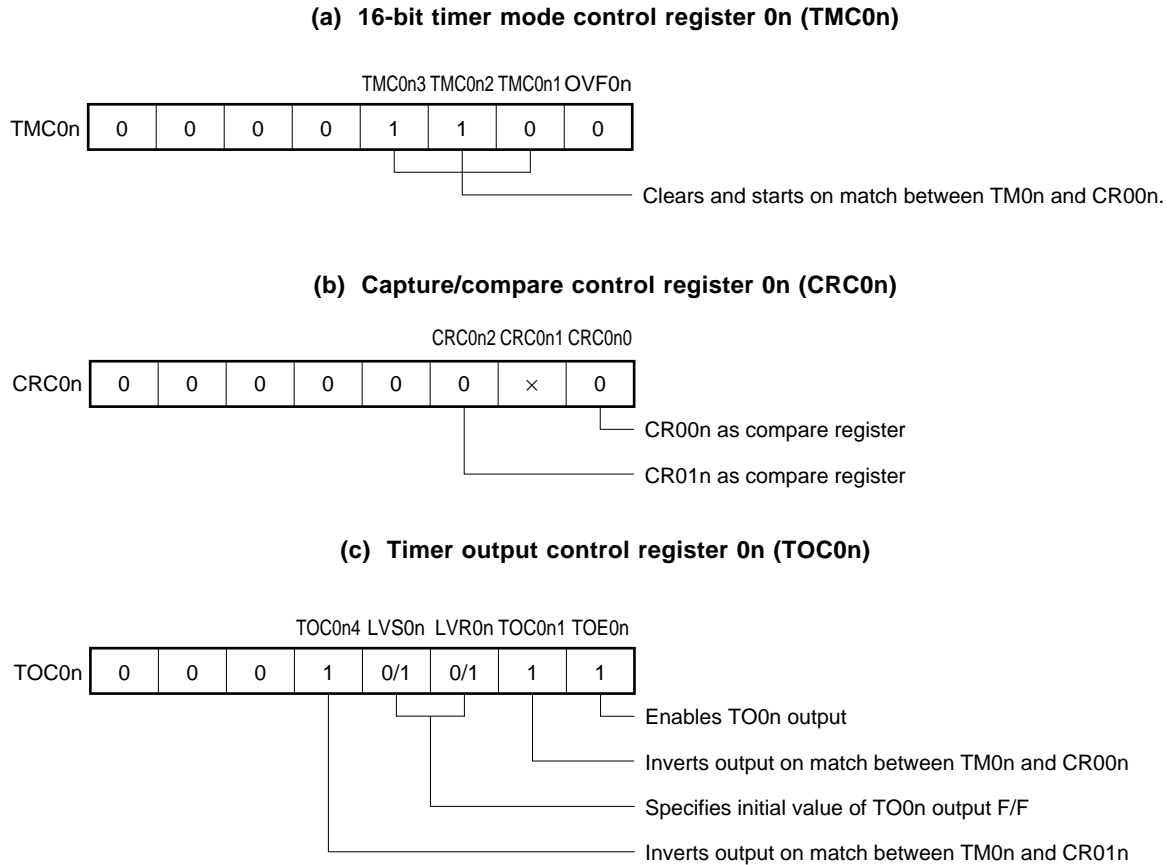 (a) 16-bit timer mode control register 0n (TMC0n)
TMC0n3 TMC0n2 TMC0n1 OVF0n
TMC0n 0 0 0 0 1 1 0 0
Clears and starts on match between TM0n and CR00n.
(b) Capture/compare control register 0n (CRC0n)
CRC0n2 CRC0n1 CRC0n0
CRC0n 0 0 0 0 0 0 × 0
CR00n as compare register
CR01n as compare register
(c) Timer output control register 0n (TOC0n)
TOC0n4 LVS0n LVR0n TOC0n1 TOE0n
TOC0n 0 0 0 1 0/1 0/1 1 1
Enables TO0n output
Inverts output on match between TM0n and CR00n
Specifies initial value of TO0n output F/F
Inverts output on match between TM0n and CR01n